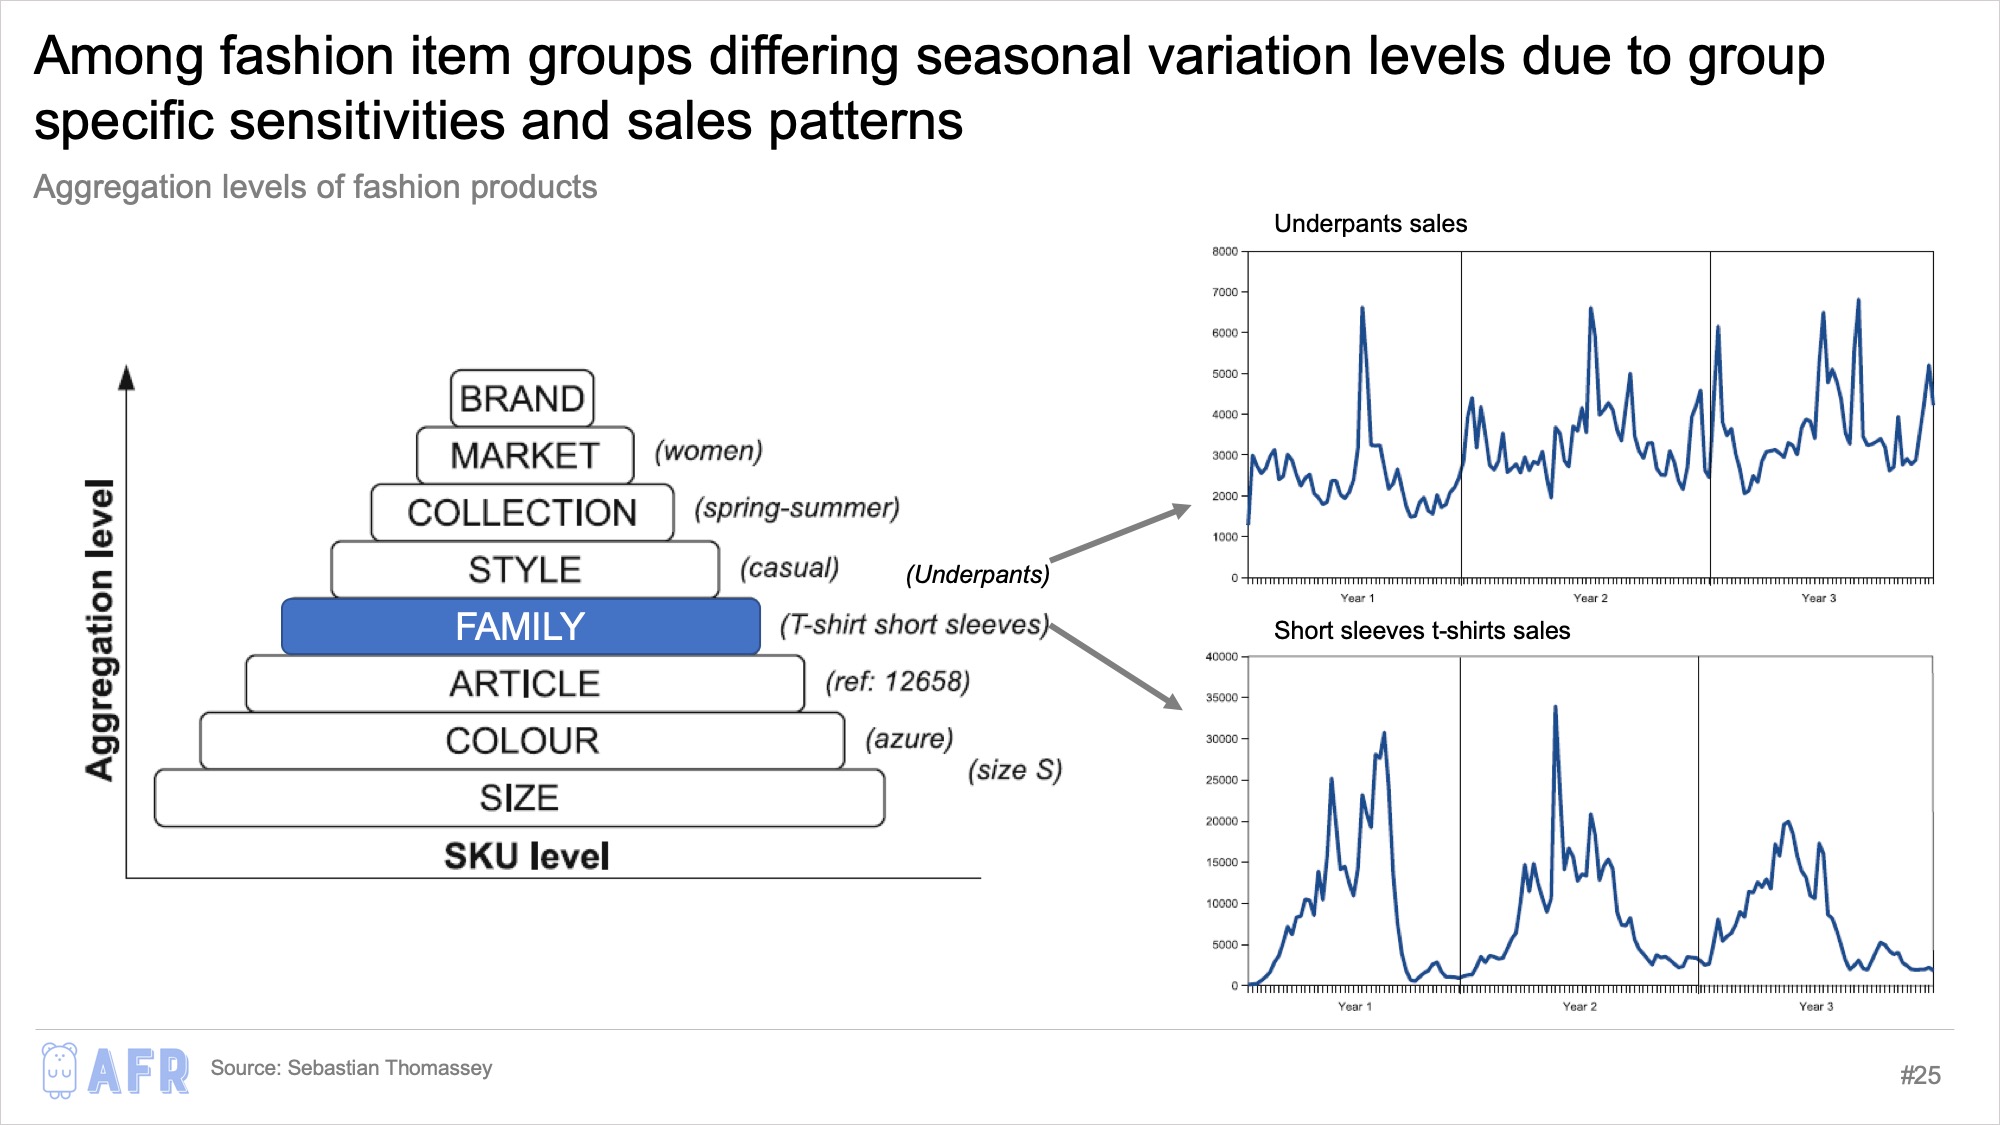 Among fashion item groups differing seasonal variation levels due to group
specific sensitivities and sales patterns
Aggregation levels of fashion products
Aggregation level
BRAND
MARKET (women)
COLLECTION (spring-summer)
STYLE (casual)
(Underpants)
FAMILY (T-shirt short sleeves)
ARTICLE (ref: 12658)
COLOUR (azure)
(size S)
SIZE
SKU level
Underpants sales
8000
7000
6000
5000
4000
3000
2000
1000
0
Year 1 Year 2 Year 3
Short sleeves t-shirts sales
40000
35000
30000
25000
20000
15000
10000
5000
0
Year 1 Year 2 Year 3
AFR
Source: Sebastian Thomassey
#25